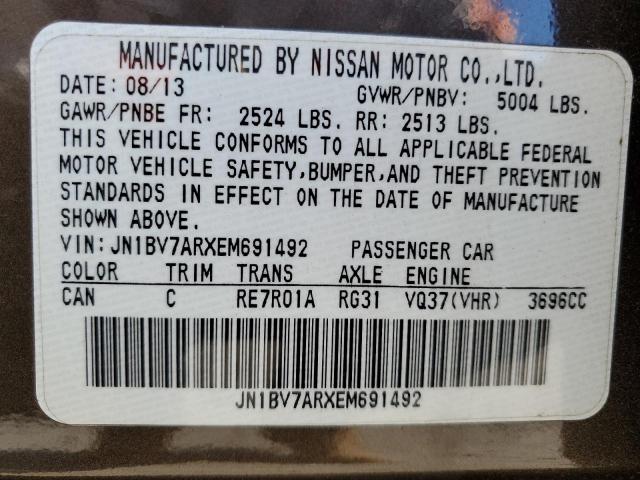 MANUFACTURED BY NISSAN MOTOR CO.,LTD.
DATE: 08/13 GVWR/PNBV: 5004 LBS.
GAWR/PNBE FR: 2524 LBS. RR: 2513 LBS.
THIS VEHICLE CONFORMS TO ALL APPLICABLE FEDERAL
MOTOR VEHICLE SAFETY,BUMPER,AND THEFT PREVENTION
STANDARDS IN EFFECT ON THE DATE OF MANUFACTURE
SHOWN ABOVE.
VIN:JN1BV7ARXEM691492 PASSENGER CAR
COLOR TRIM TRANS AXLE ENGINE
CAN C RE7R01A RG31 VQ37(VHR) 3696CC
JN1BV7ARXEM691492